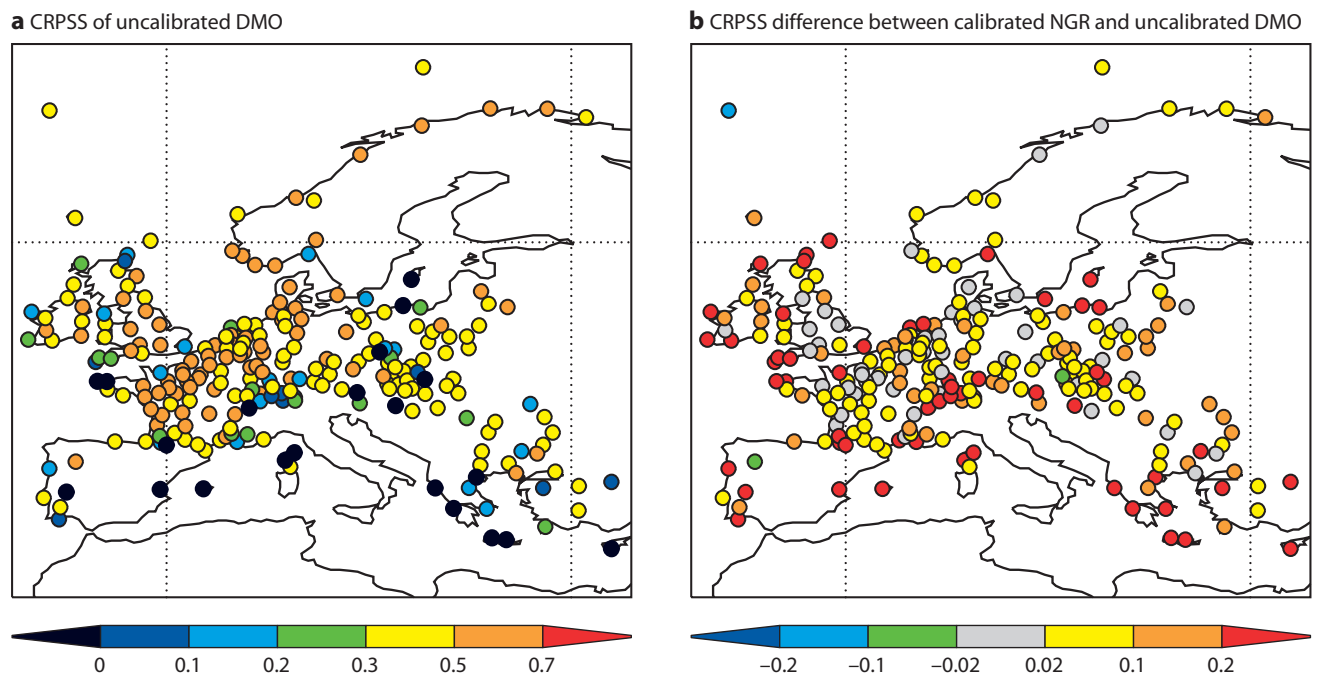 a CRPSS of uncalibrated DMO
b CRPSS difference between calibrated NGR and uncalibrated DMO
0 0.1 0.2 0.3 0.5 0.7
−0.2 −0.1 −0.02 0.02 0.1 0.2